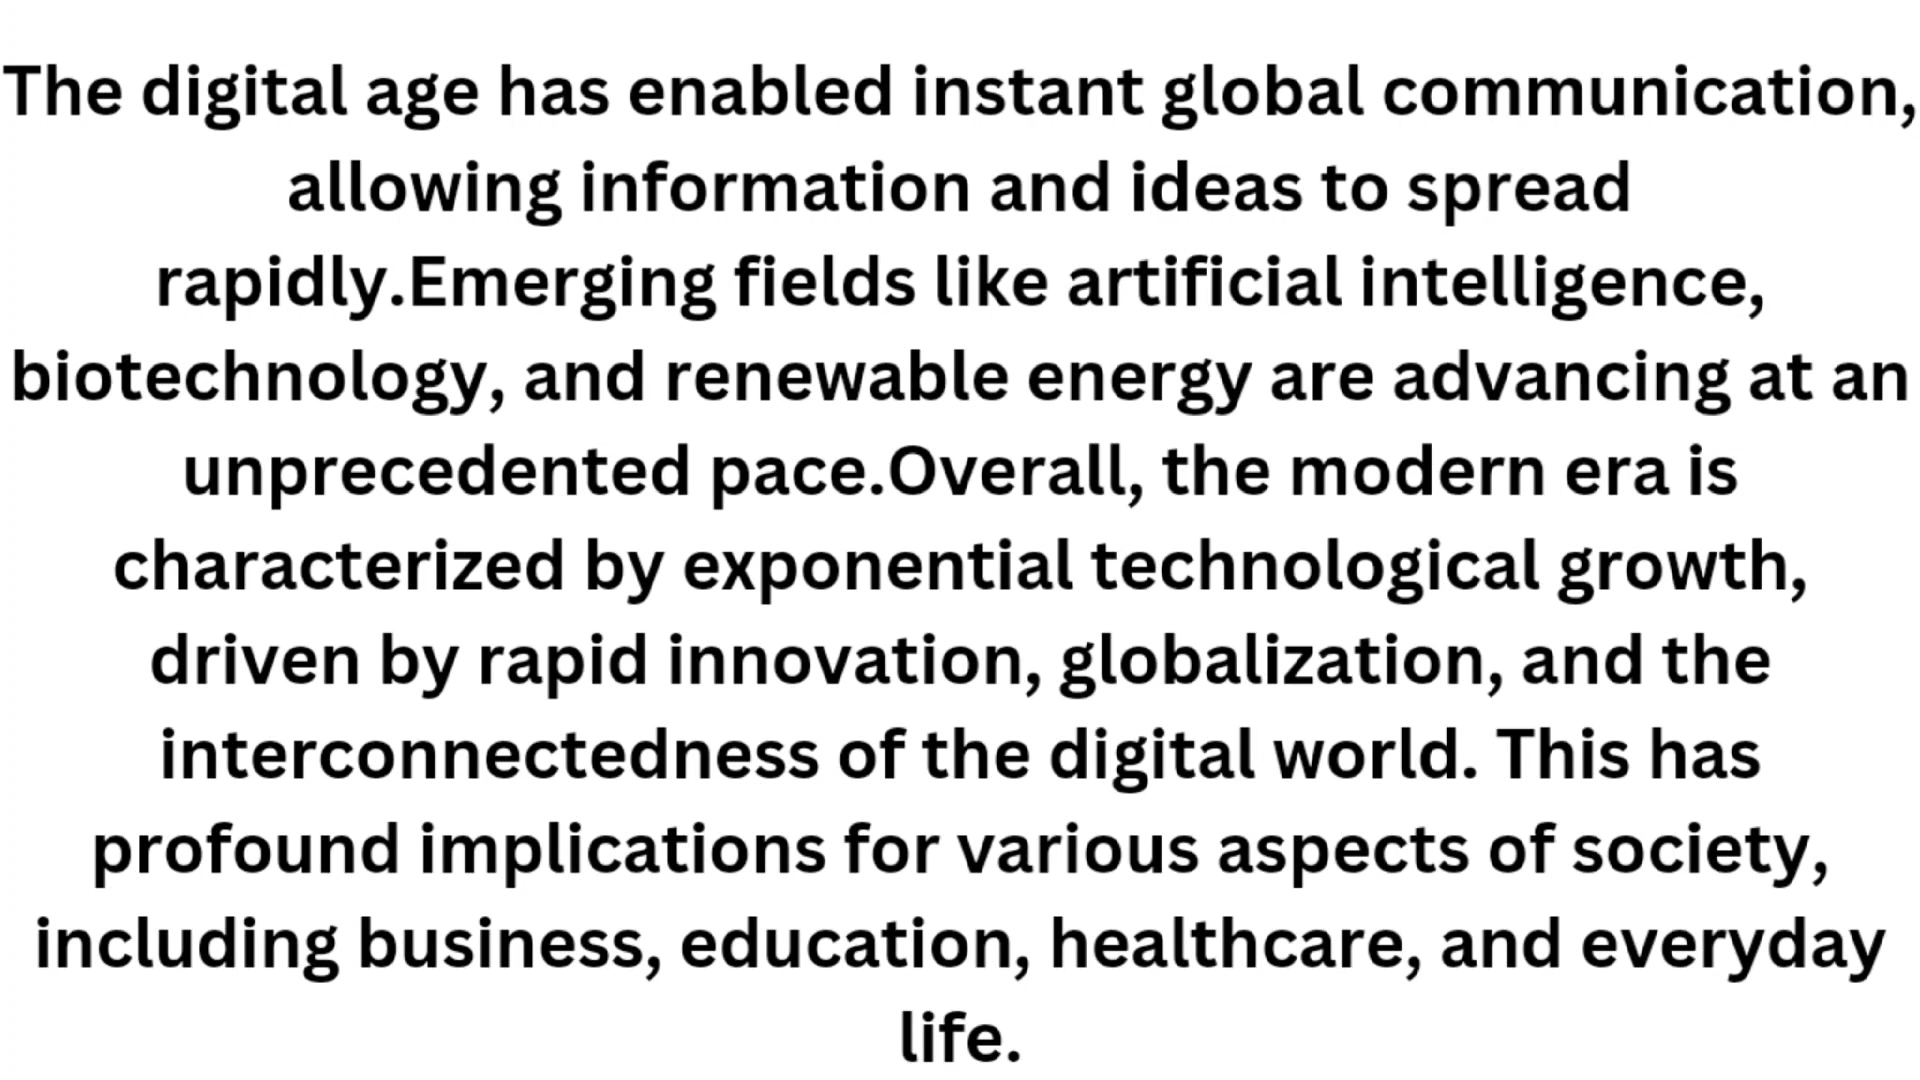 The digital age has enabled instant global communication,
allowing information and ideas to spread
rapidly.Emerging fields like artificial intelligence,
biotechnology, and renewable energy are advancing at an
unprecedented pace.Overall, the modern era is
characterized by exponential technological growth,
driven by rapid innovation, globalization, and the
interconnectedness of the digital world. This has
profound implications for various aspects of society,
including business, education, healthcare, and everyday
life.